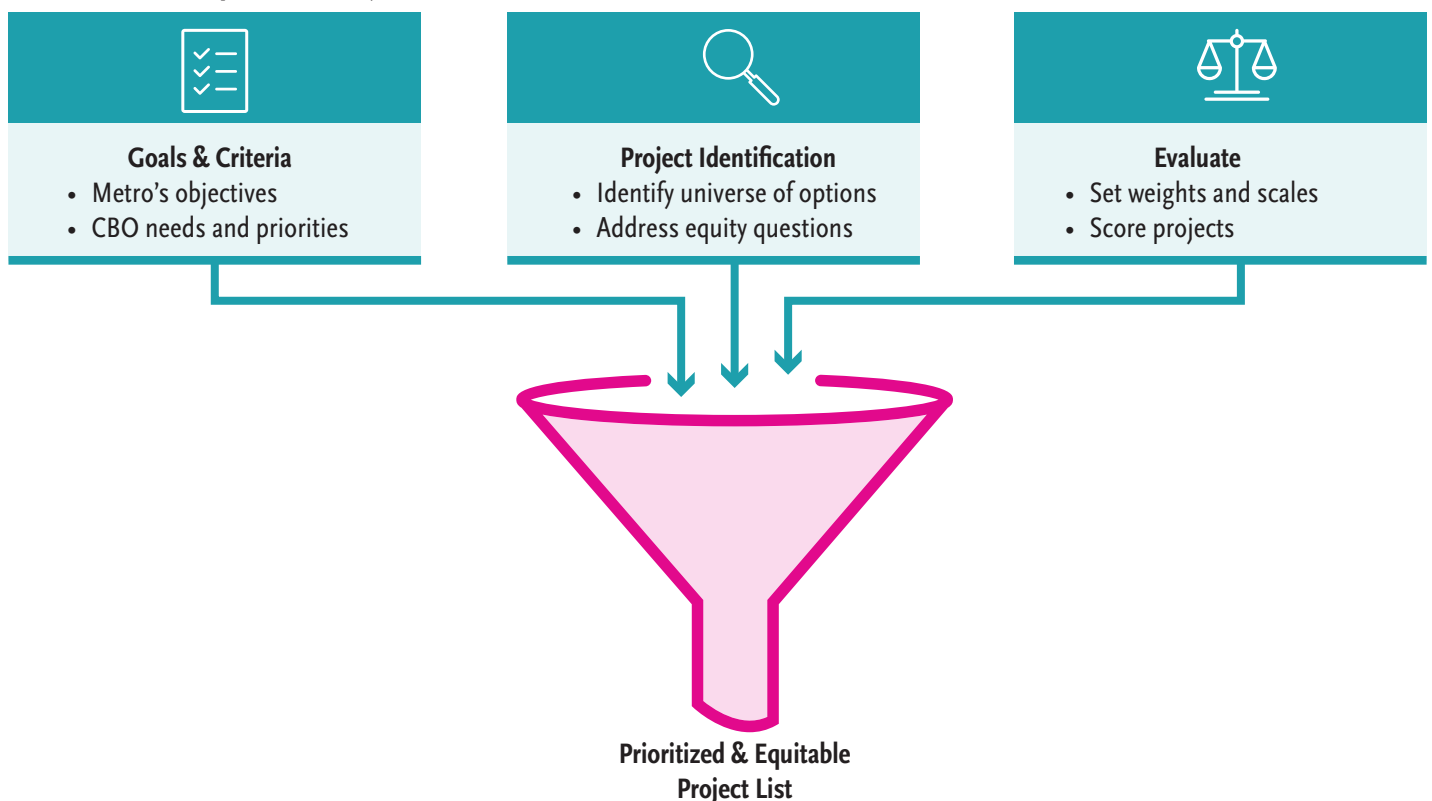 Goals & Criteria
• Metro's objectives
• CBO needs and priorities
Project Identification
• Identify universe of options
• Address equity questions
Evaluate
• Set weights and scales
• Score projects
Prioritized & Equitable
Project List